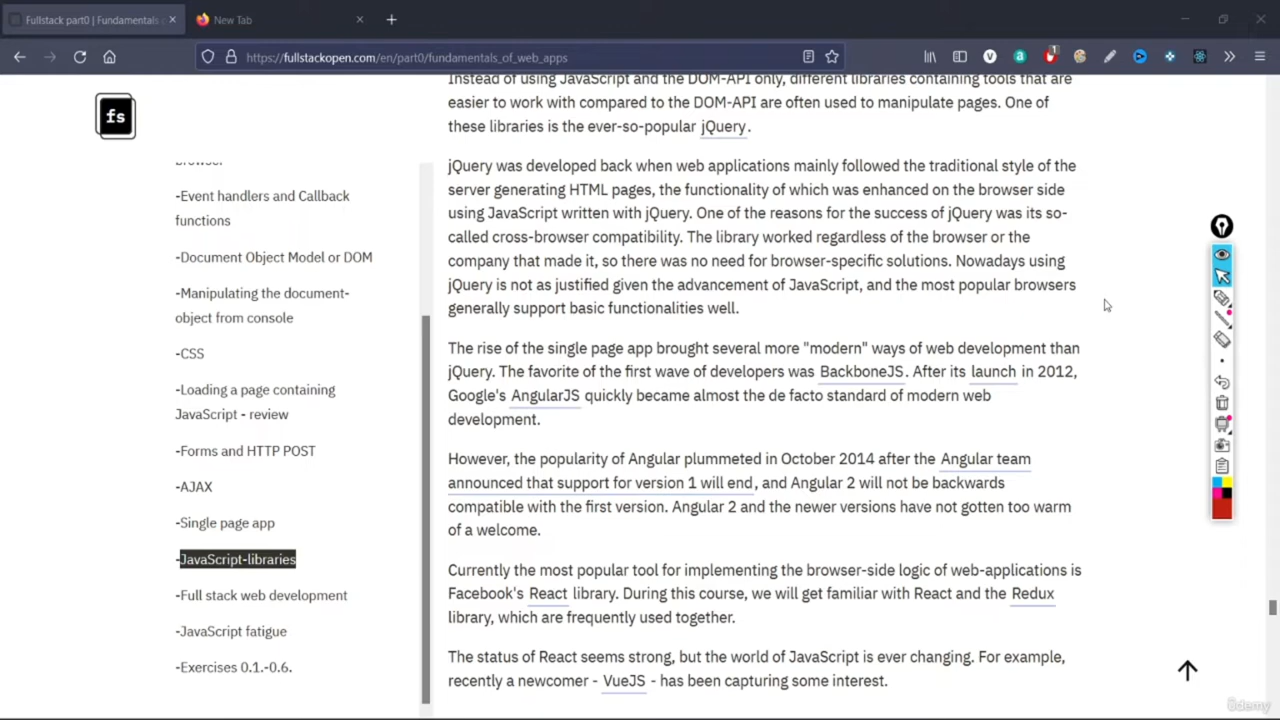 Fullstack part0 | Fundamentals
New Tab
https://fullstackopen.com/en/part0/fundamentals_of_web_apps
fs
browser
-Event handlers and Callback
functions
-Document Object Model or DOM
-Manipulating the document-
object from console
-CSS
-Loading a page containing
JavaScript - review
-Forms and HTTP POST
-AJAX
-Single page app
-JavaScript-libraries
-Full stack web development
-JavaScript fatigue
-Exercises 0.1.-0.6.
Instead of using JavaScript and the DOM-API only, different libraries containing tools that are
easier to work with compared to the DOM-API are often used to manipulate pages. One of
these libraries is the ever-so-popular jQuery.
jQuery was developed back when web applications mainly followed the traditional style of the
server generating HTML pages, the functionality of which was enhanced on the browser side
using JavaScript written with jQuery. One of the reasons for the success of jQuery was its so-
called cross-browser compatibility. The library worked regardless of the browser or the
company that made it, so there was no need for browser-specific solutions. Nowadays using
jQuery is not as justified given the advancement of JavaScript, and the most popular browsers
generally support basic functionalities well.
The rise of the single page app brought several more "modern" ways of web development than
jQuery. The favorite of the first wave of developers was BackboneJS. After its launch in 2012,
Google's AngularJS quickly became almost the de facto standard of modern web
development.
However, the popularity of Angular plummeted in October 2014 after the Angular team
announced that support for version 1 will end, and Angular 2 will not be backwards
compatible with the first version. Angular 2 and the newer versions have not gotten too warm
of a welcome.
Currently the most popular tool for implementing the browser-side logic of web-applications is
Facebook's React library. During this course, we will get familiar with React and the Redux
library, which are frequently used together.
The status of React seems strong, but the world of JavaScript is ever changing. For example,
recently a newcomer - VueJS - has been capturing some interest.
Udemy